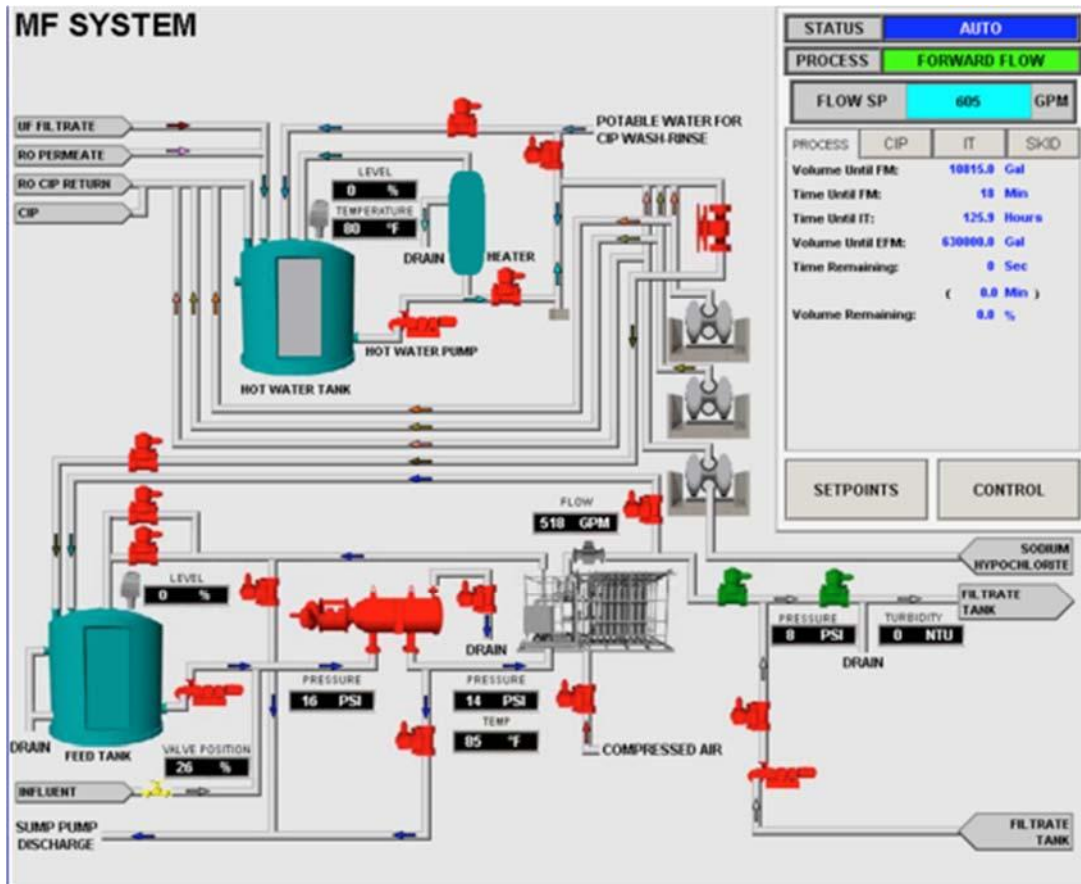 MF SYSTEM
STATUS AUTO
PROCESS FORWARD FLOW
FLOW SP 605 GPM
PROCESS CIP IT SKID
Volume Until FM: 10815.0 Gal
Time Until FM: 18 Min
Time Until IT: 125.9 Hours
Volume Until EFM: 630000.0 Gal
Time Remaining: 0 Sec
( 0.0 Min )
Volume Remaining: 0.0 %
SETPOINTS CONTROL
UF FILTRATE
RO PERMEATE
RO CIP RETURN
CIP
POTABLE WATER FOR
CIP WASH-RINSE
LEVEL
0 %
TEMPERATURE
80 °F
DRAIN
HEATER
HOT WATER PUMP
HOT WATER TANK
FLOW
518 GPM
SODIUM
HYPOCHLORITE
LEVEL
0 %
FILTRATE
TANK
PRESSURE
8 PSI
TURBIDITY
0 NTU
DRAIN
DRAIN
PRESSURE
16 PSI
PRESSURE
14 PSI
TEMP
85 °F
COMPRESSED AIR
DRAIN
FEED TANK
VALVE POSITION
26 %
INFLUENT
SUMP PUMP
DISCHARGE
FILTRATE
TANK